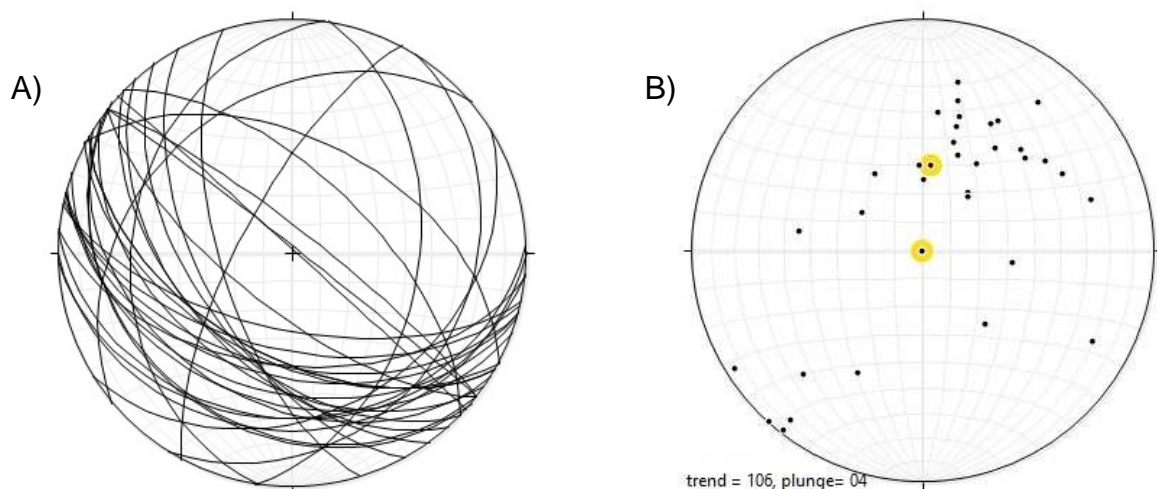 A)
B)
trend = 106, plunge= 04